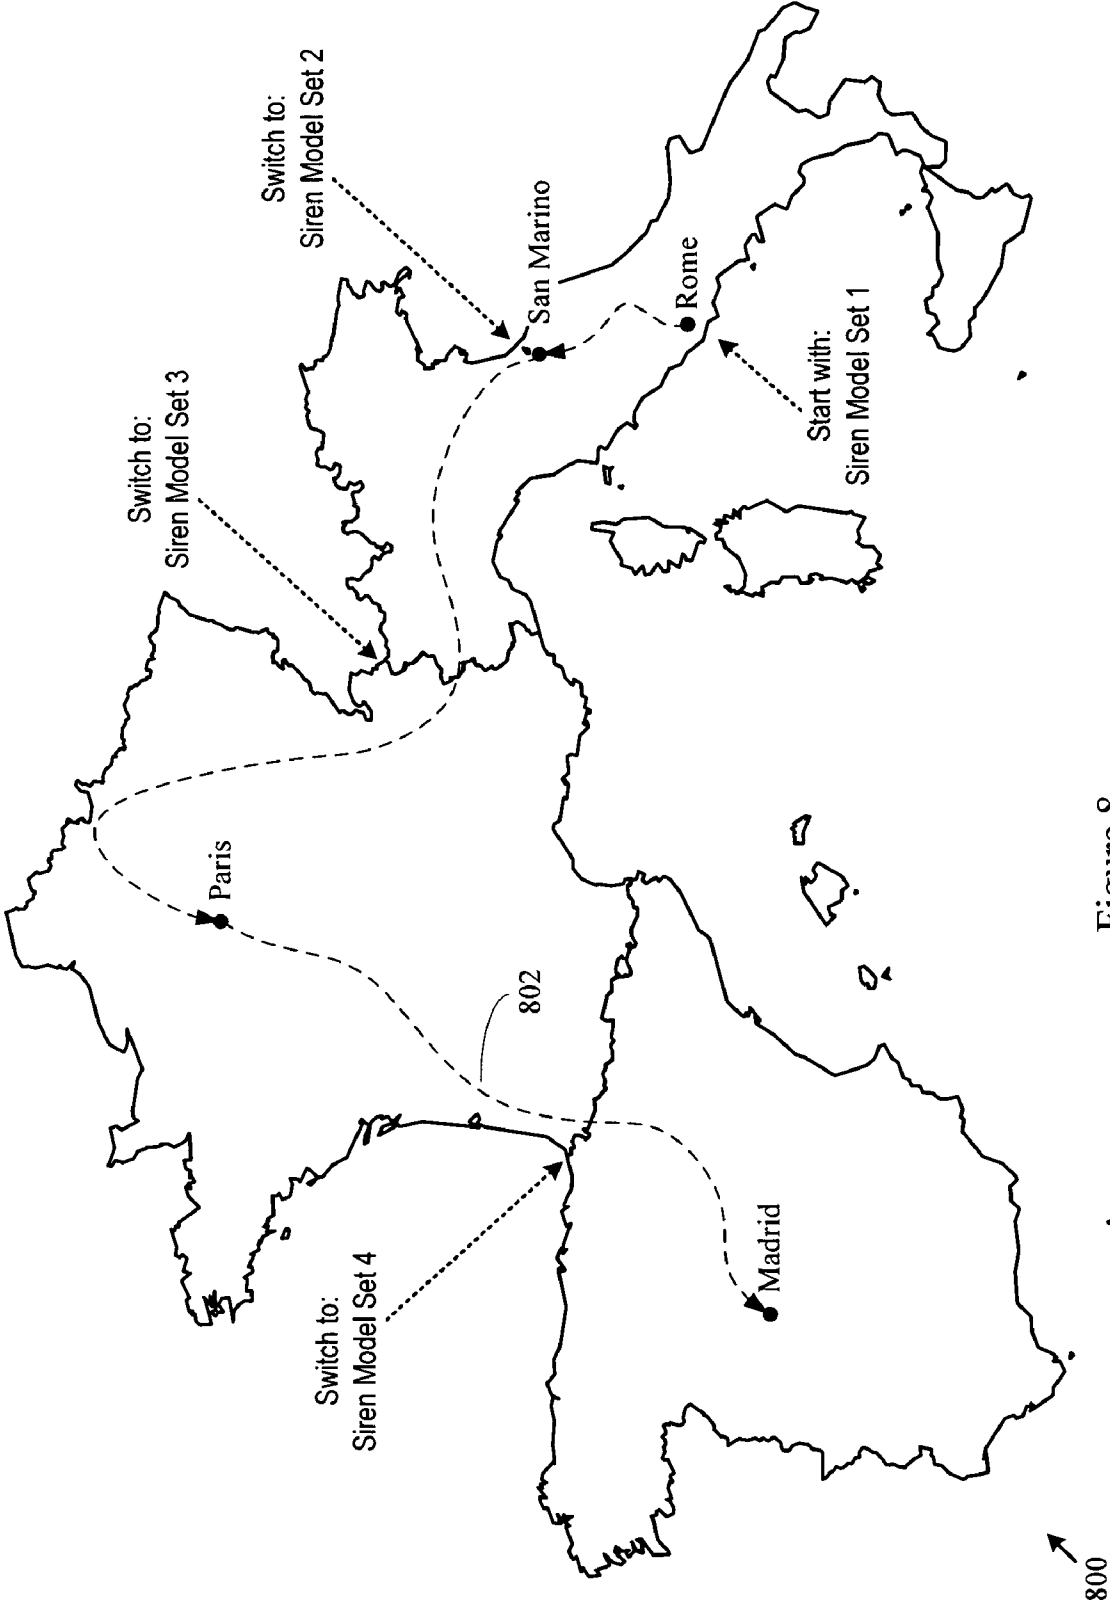 Switch to:
Siren Model Set 4
Switch to:
Siren Model Set 3
Switch to:
Siren Model Set 2
Paris
802
San Marino
Rome
Madrid
Start with:
Siren Model Set 1
800
Figure 8